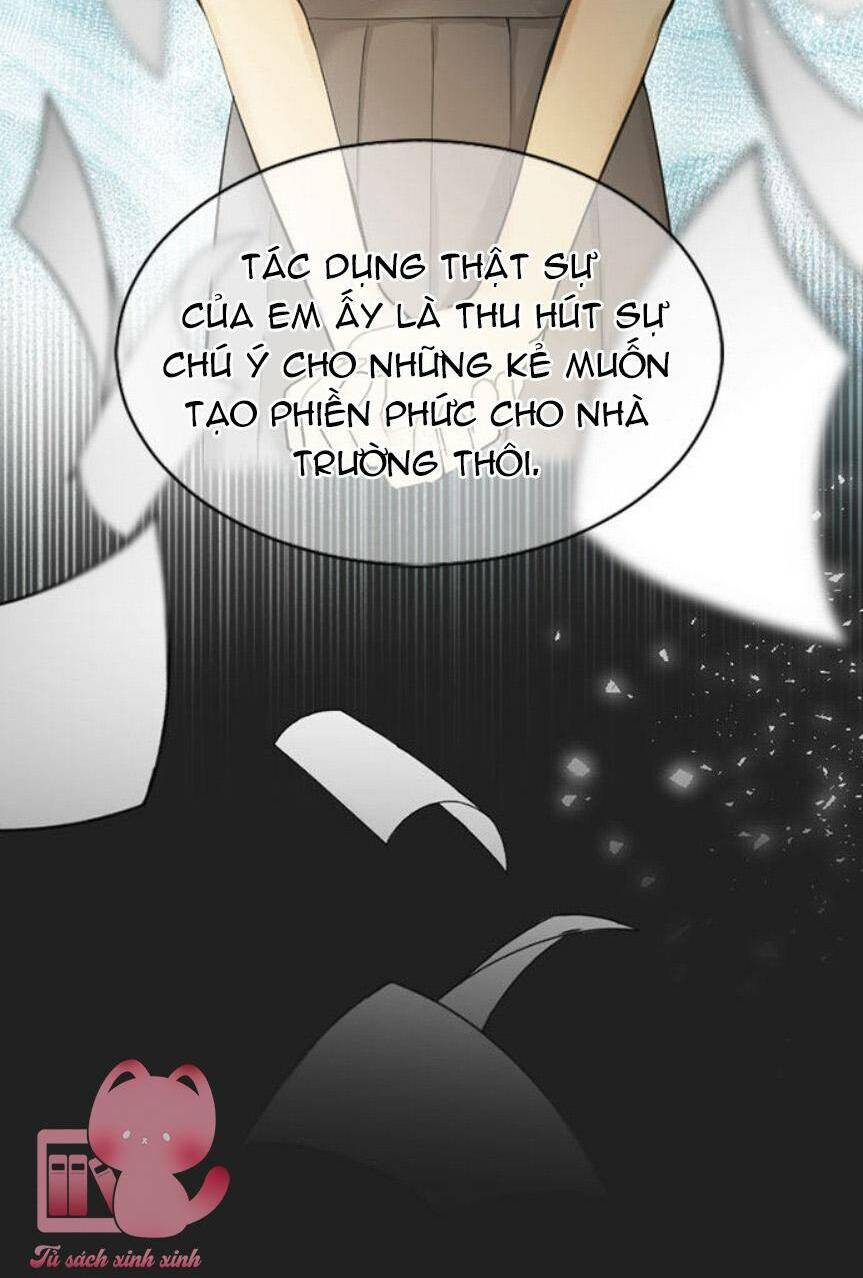 TÁC DỤNG THẬT SỰ
CỦA EM ẤY LÀ THU HÚT SỰ
CHÚ Ý CHO NHỮNG KẺ MUỐN
TẠO PHIỀN PHỨC CHO NHÀ
TRƯỜNG THÔI.
Tủ sách xinh xinh